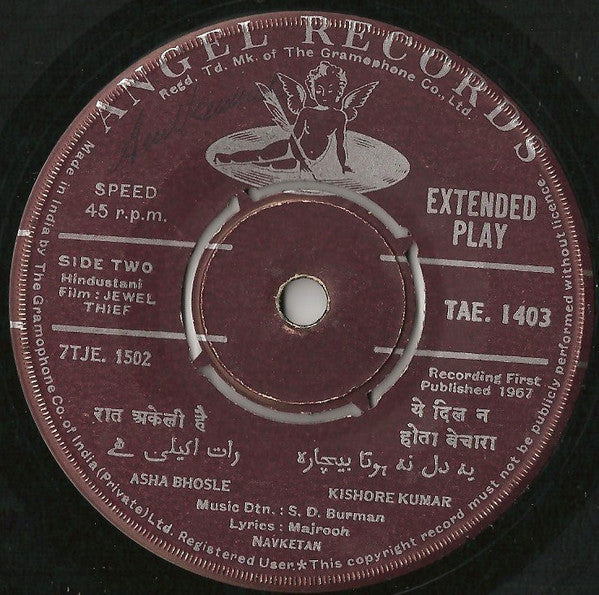 ANGEL RECORDS
Regd. Td. Mk. of The Gramophone Co., Ltd.
SPEED
45 r.p.m.
EXTENDED
PLAY
SIDE TWO
Hindustani
Film : JEWEL
THIEF
TAE. 1403
7TJE. 1502
Recording First
Published 1967
रात अकेली है
رات اکیلی ہے
ASHA BHOSLE
ये दिल न
होता बेचारा
یہ دل نہ ہوتا بیچارہ
KISHORE KUMAR
Music Dtn. : S. D. Burman
Lyrics : Majrooh
NAVKETAN
Made in India by The Gramophone Co. of India (Private) Ltd. Registered User.*This copyright record must not be publicly performed without licence